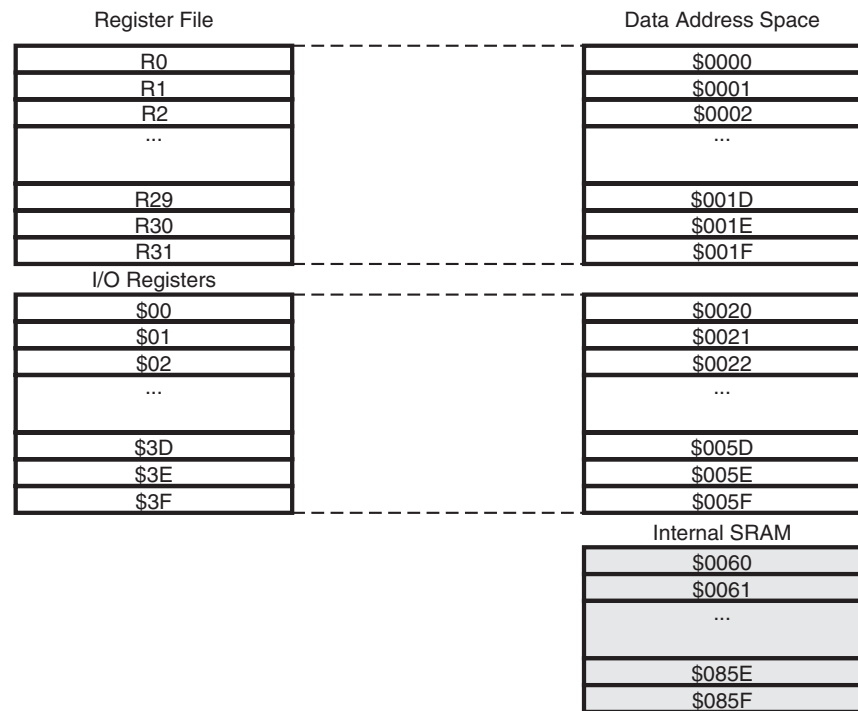 Register File
Data Address Space
R0
$0000
R1
$0001
R2
$0002
...
...
R29
$001D
R30
$001E
R31
$001F
I/O Registers
$00
$0020
$01
$0021
$02
$0022
...
...
$3D
$005D
$3E
$005E
$3F
$005F
Internal SRAM
$0060
$0061
...
$085E
$085F